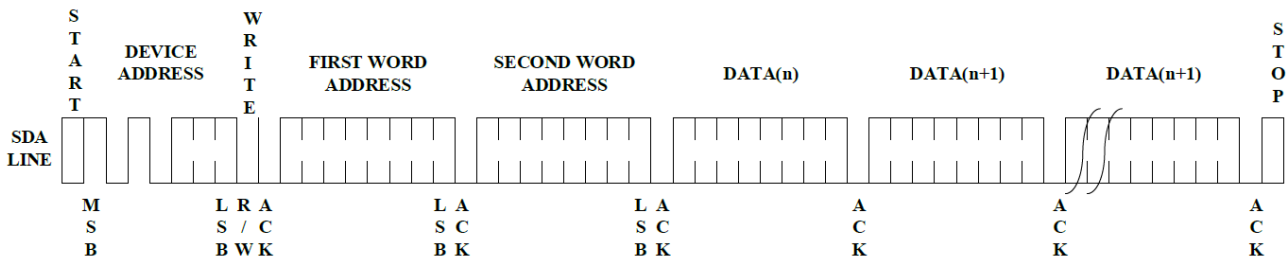 START
DEVICE
ADDRESS
WRITE
FIRST WORD
ADDRESS
SECOND WORD
ADDRESS
DATA(n)
DATA(n+1)
DATA(n+1)
STOP
SDA
LINE
MSB
LSB
R/W
ACK
LSB
ACK
LSB
ACK
ACK
ACK
ACK